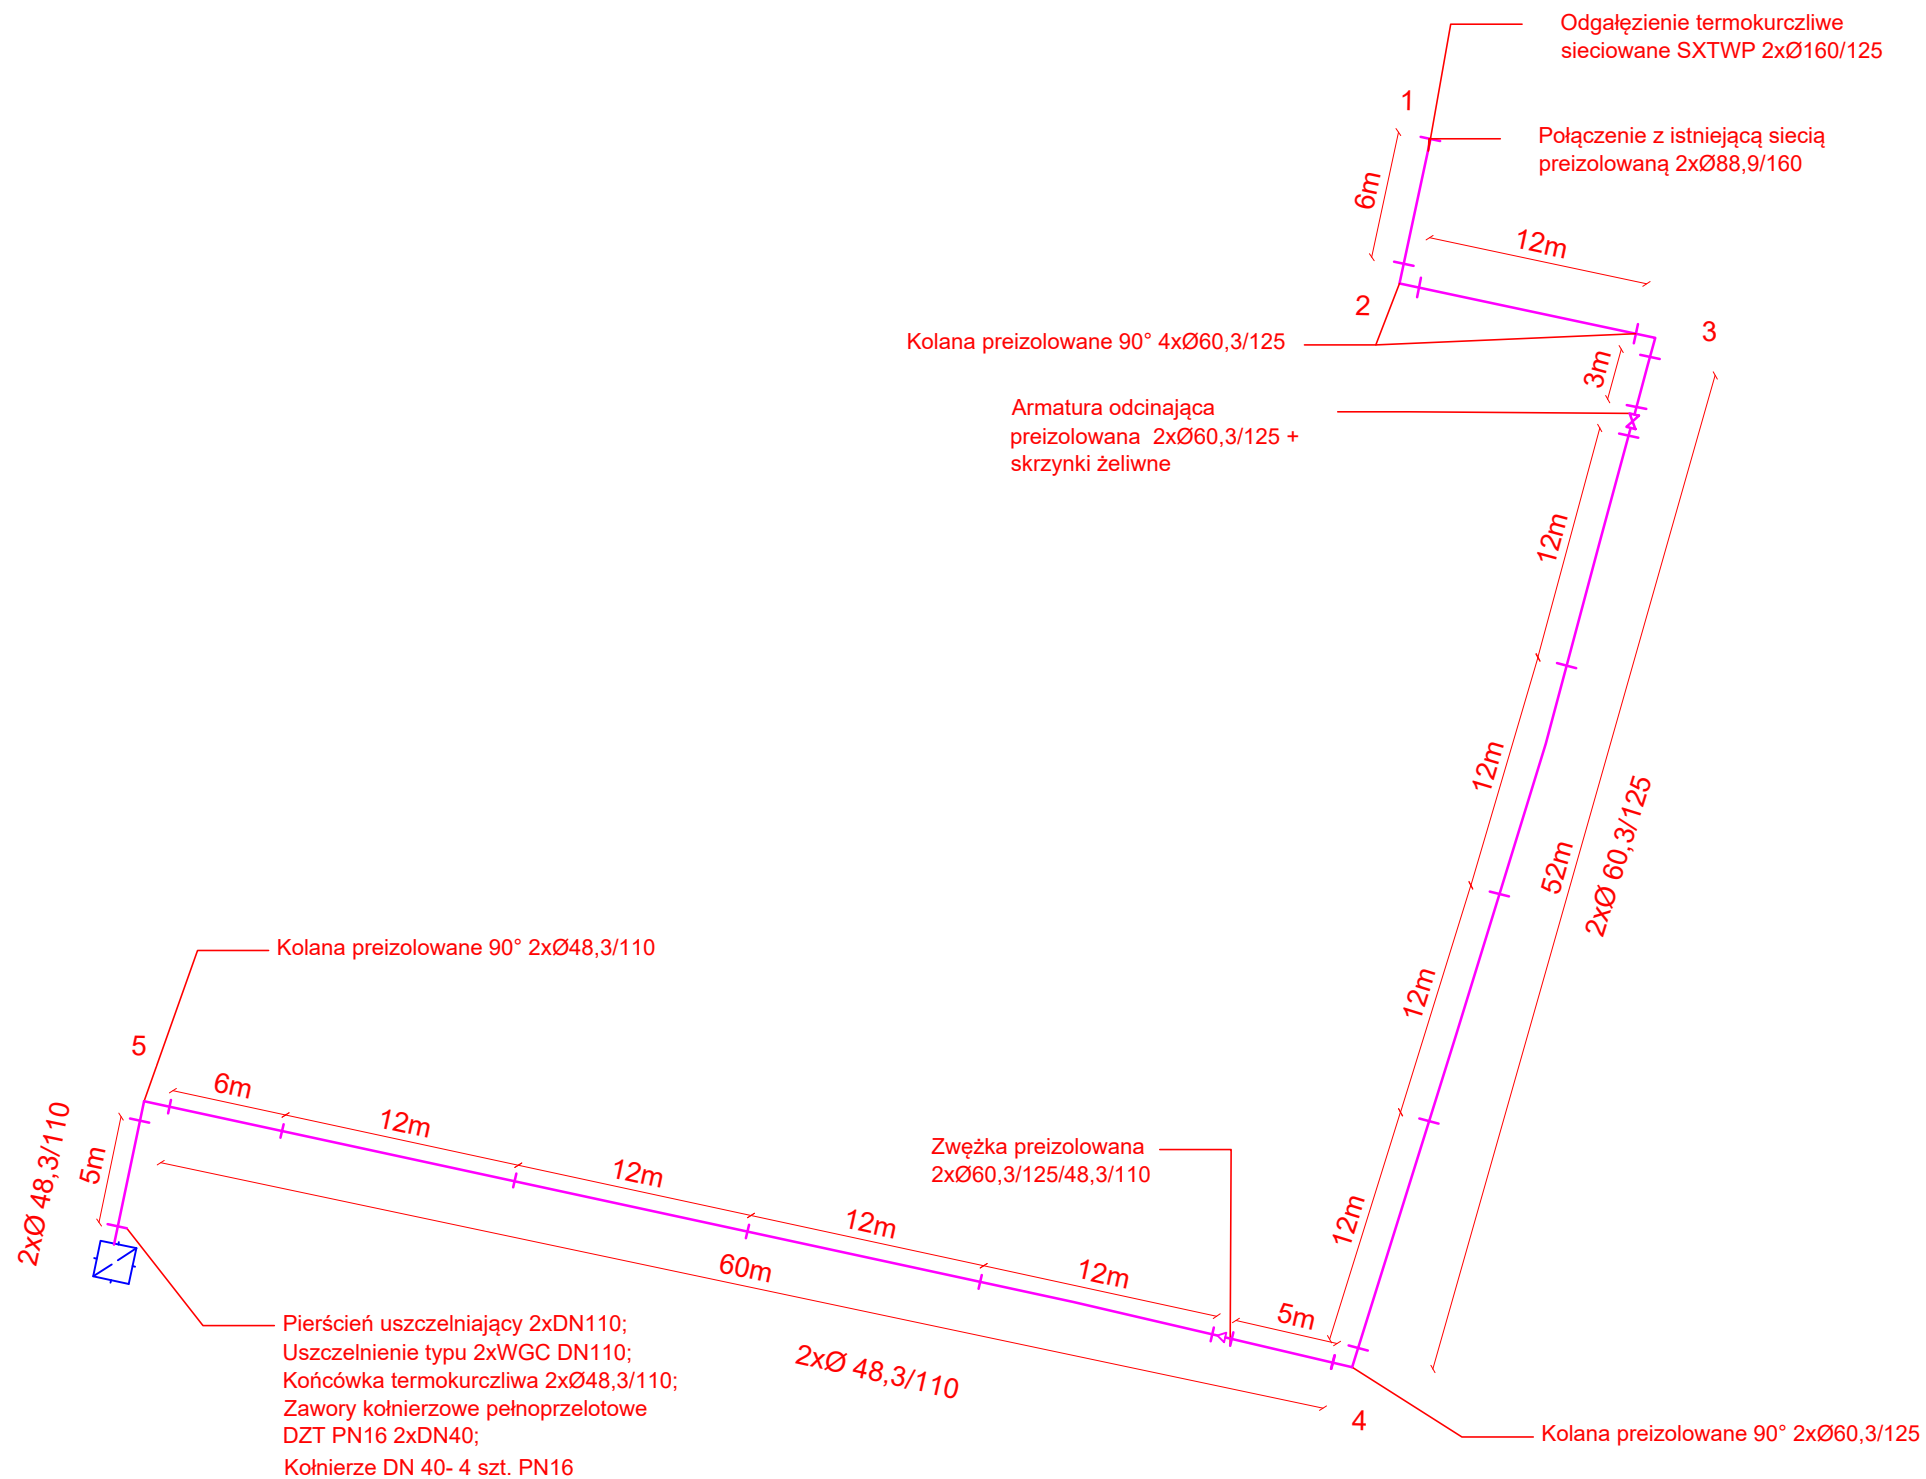 Odgałęzienie termokurczliwe
sieciowane SXTWP 2xØ160/125
1
Połączenie z istniejącą siecią
preizolowaną 2xØ88,9/160
6m
12m
2
3
Kolana preizolowane 90° 4xØ60,3/125
3m
Armatura odcinająca
preizolowana 2xØ60,3/125 +
skrzynki żeliwne
12m
12m
52m
2xØ 60,3/125
12m
12m
Kolana preizolowane 90° 2xØ48,3/110
5
6m
12m
12m
12m
12m
5m
60m
2xØ 48,3/110
5m
2xØ 48,3/110
Zwężka preizolowana
2xØ60,3/125/48,3/110
4
Kolana preizolowane 90° 2xØ60,3/125
Pierścień uszczelniający 2xDN110;
Uszczelnienie typu 2xWGC DN110;
Końcówka termokurczliwa 2xØ48,3/110;
Zawory kołnierzowe pełnoprzelotowe
DZT PN16 2xDN40;
Kołnierze DN 40- 4 szt. PN16